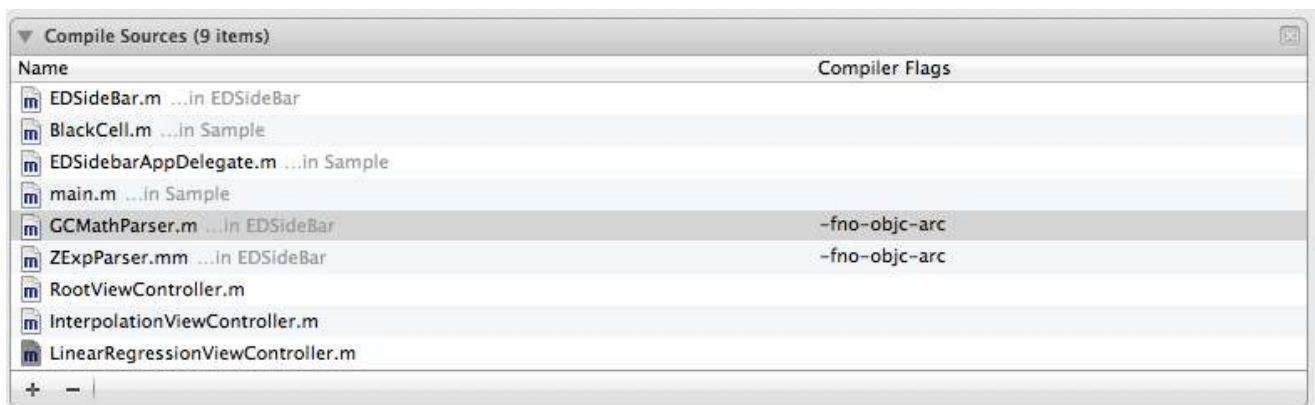 Compile Sources (9 items)
Name Compiler Flags
m EDSideBar.m ...in EDSideBar
m BlackCell.m ...in Sample
m EDSidebarAppDelegate.m ...in Sample
m main.m ...in Sample
m GCMathParser.m ...in EDSideBar -fno-objc-arc
m ZExpParser.mm ...in EDSideBar -fno-objc-arc
m RootViewController.m
m InterpolationViewController.m
m LinearRegressionViewController.m
+ −